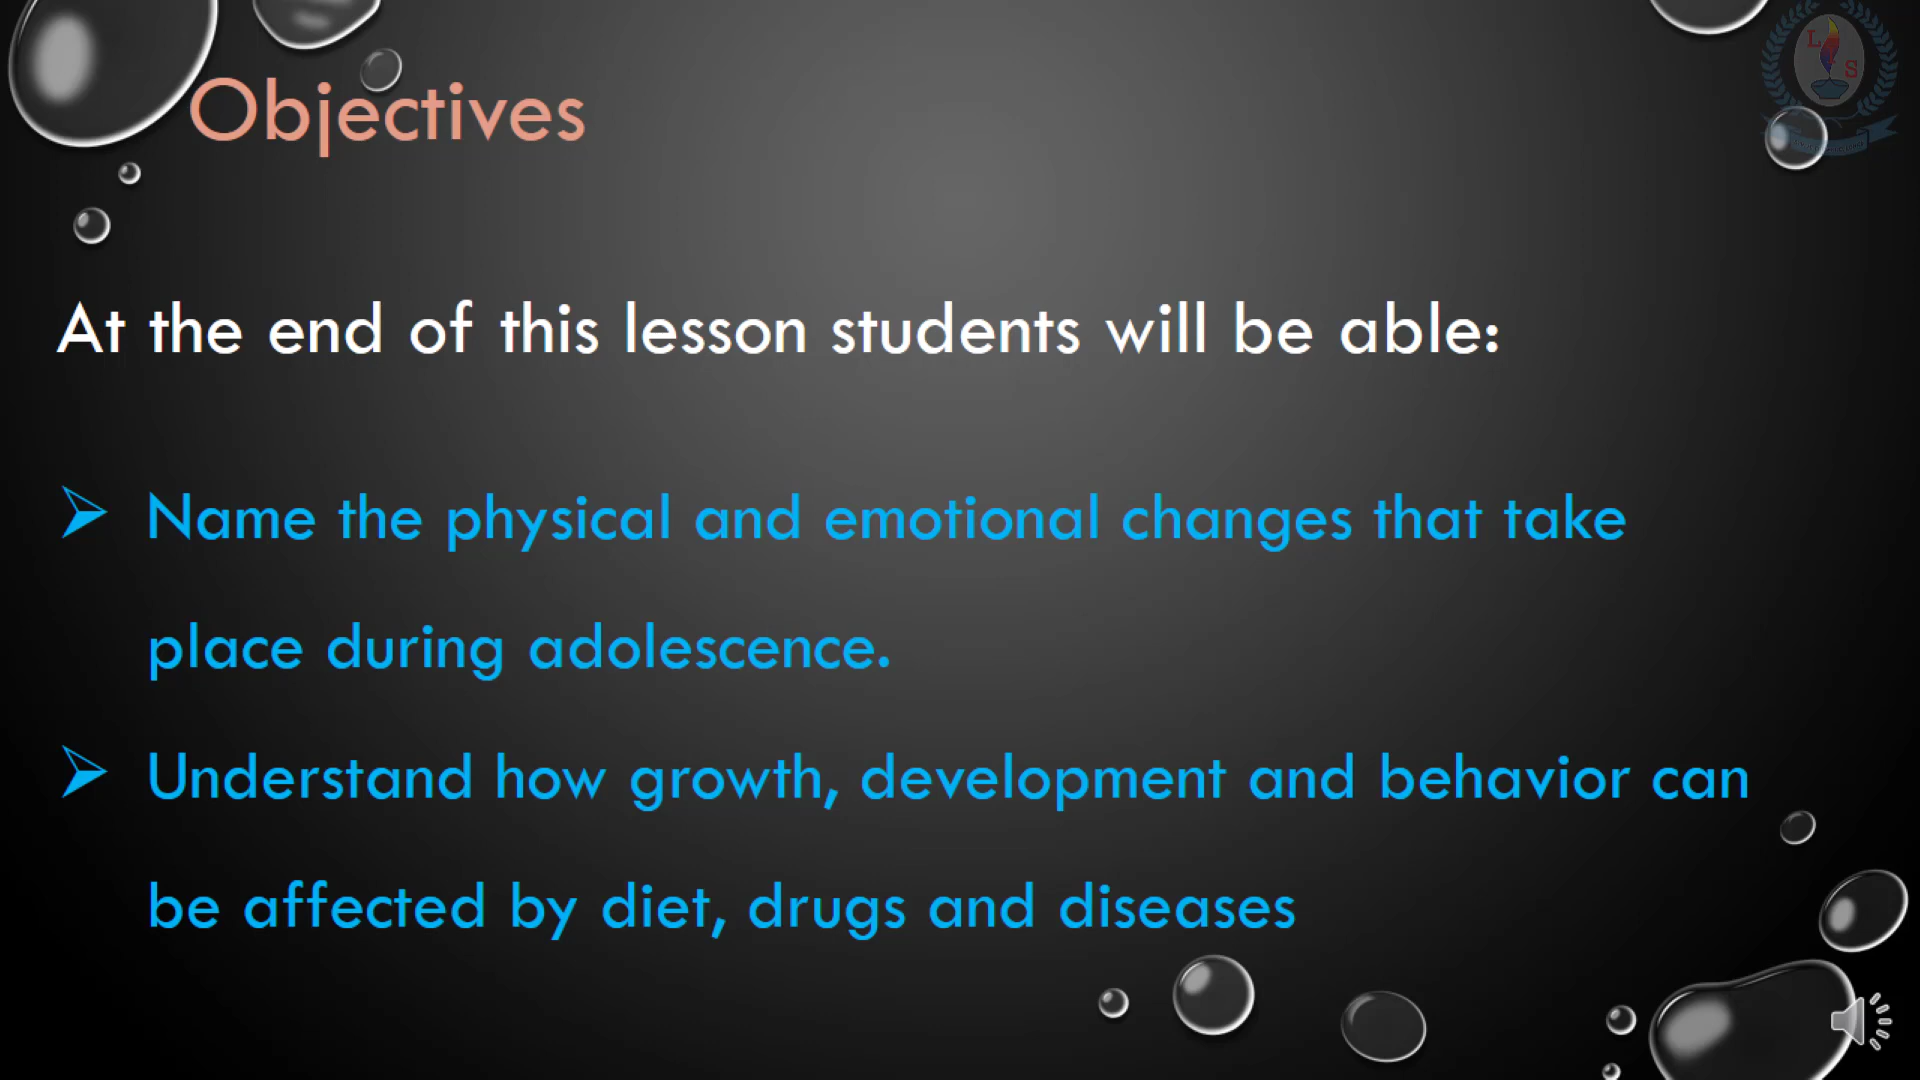 L
S
Objectives
At the end of this lesson students will be able:
➢ Name the physical and emotional changes that take
place during adolescence.
➢ Understand how growth, development and behavior can
be affected by diet, drugs and diseases